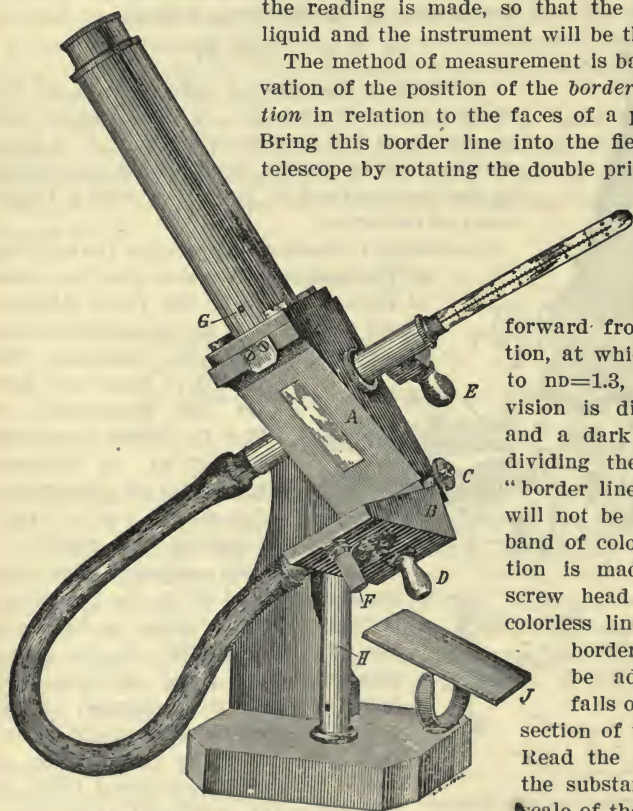 the reading is made, so that the
liquid and the instrument will be th
The method of measurement is ba
vation of the position of the border
tion in relation to the faces of a p
Bring this border line into the fie
telescope by rotating the double pri
G
forward fro
tion, at whi
to nD=1.3,
E
vision is di
A
and a dark
dividing the
C
“border line
B
will not be
band of colo
D
tion is mad
F
screw head
colorless lin
H
border
be ad
J
falls o
section of t
Read the
the substa
scale of the